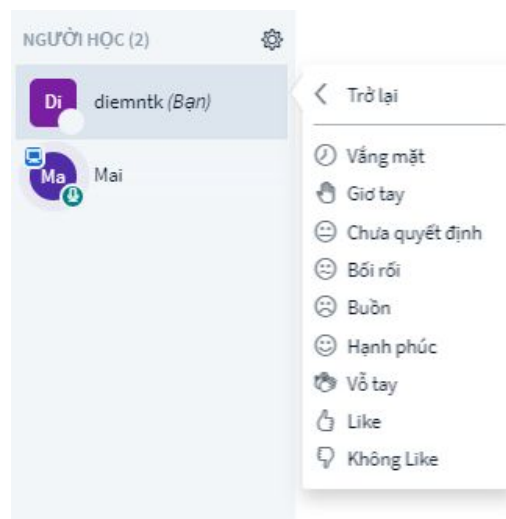 NGƯỜI HỌC (2)
Di diemntk (Bạn)
Ma Mai
Trở lại
Vắng mặt
Giơ tay
Chưa quyết định
Bối rối
Buồn
Hạnh phúc
Vỗ tay
Like
Không Like